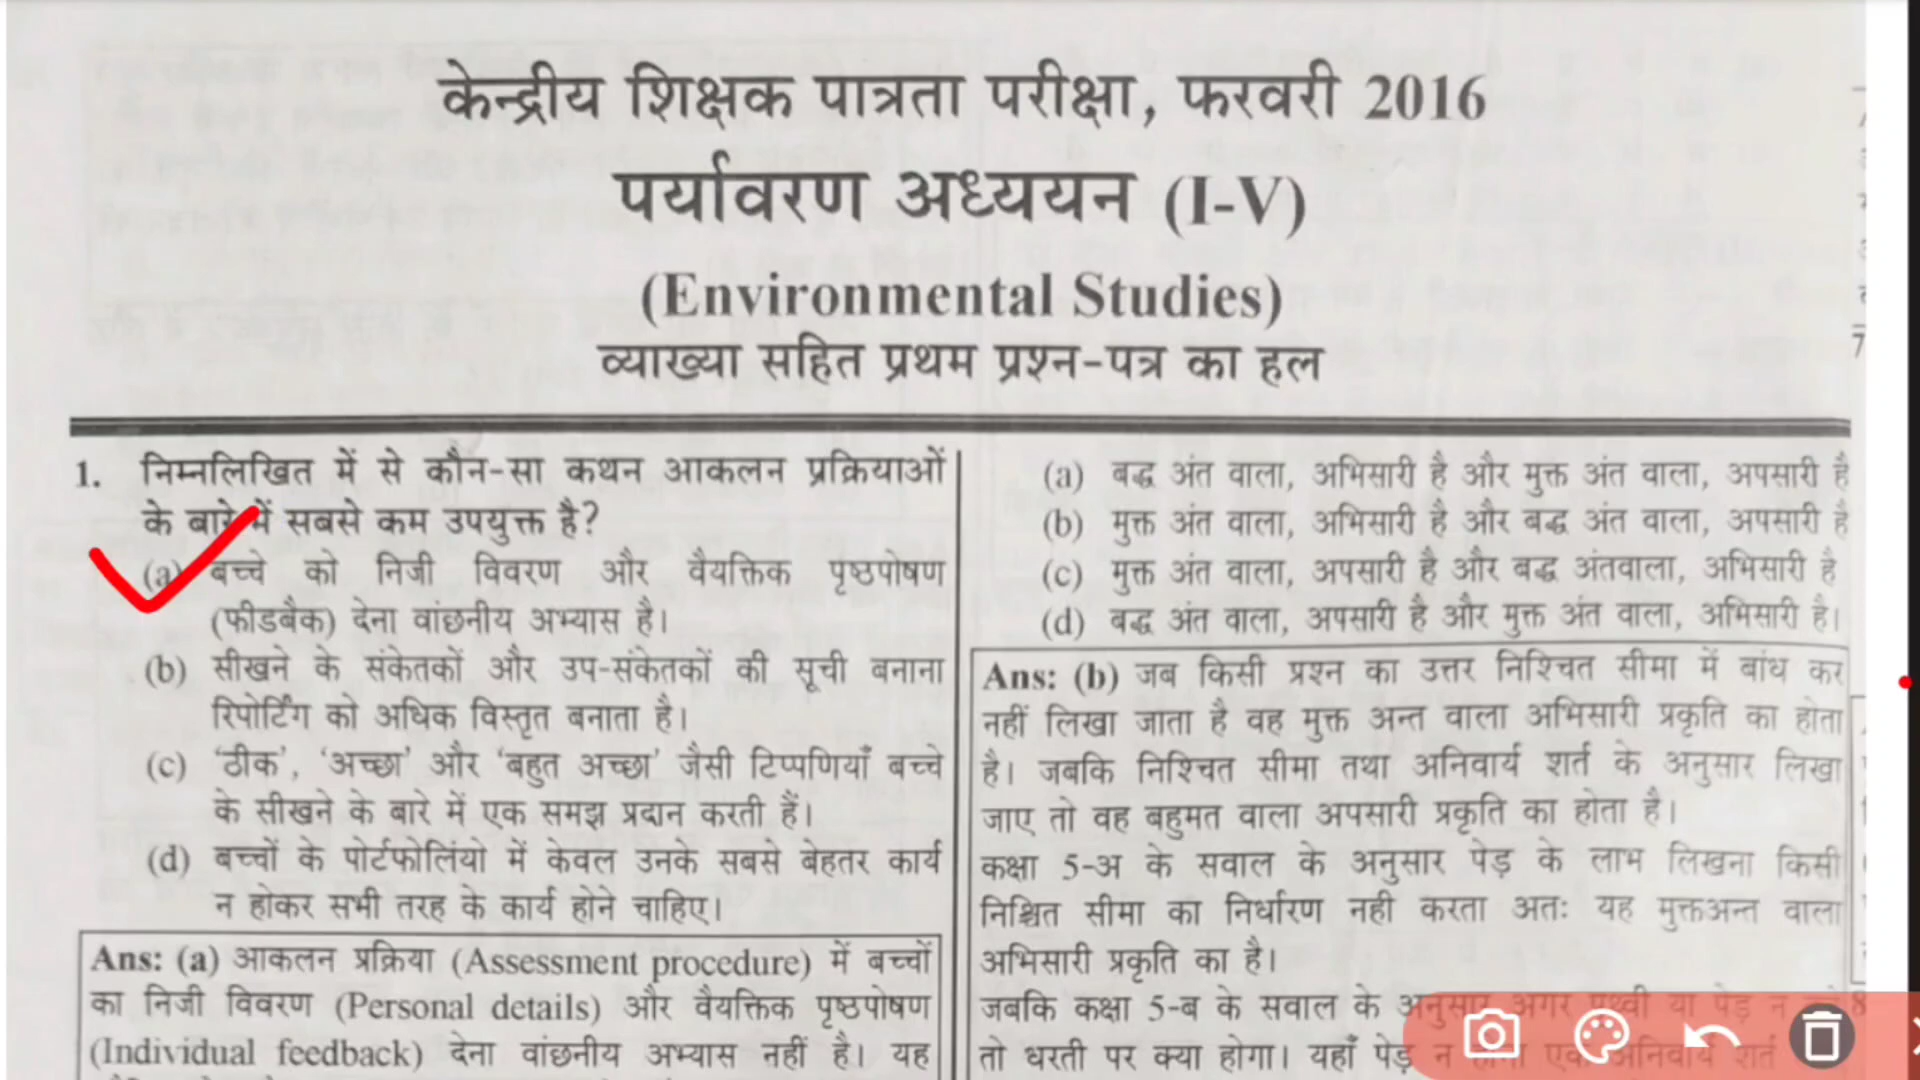 केन्द्रीय शिक्षक पात्रता परीक्षा, फरवरी 2016
पर्यावरण अध्ययन (I-V)
(Environmental Studies)
व्याख्या सहित प्रथम प्रश्न-पत्र का हल
1. निम्नलिखित में से कौन-सा कथन आकलन प्रक्रियाओं
के बारे में सबसे कम उपयुक्त है?
(a) बच्चे को निजी विवरण और वैयक्तिक पृष्ठपोषण
(फीडबैक) देना वांछनीय अभ्यास है।
(b) सीखने के संकेतकों और उप-संकेतकों की सूची बनाना
रिपोर्टिंग को अधिक विस्तृत बनाता है।
(c) 'ठीक', 'अच्छा' और 'बहुत अच्छा' जैसी टिप्पणियाँ बच्चे
के सीखने के बारे में एक समझ प्रदान करती हैं।
(d) बच्चों के पोर्टफोलियो में केवल उनके सबसे बेहतर कार्य
न होकर सभी तरह के कार्य होने चाहिए।
Ans: (a) आकलन प्रक्रिया (Assessment procedure) में बच्चों
का निजी विवरण (Personal details) और वैयक्तिक पृष्ठपोषण
(Individual feedback) देना वांछनीय अभ्यास नहीं है। यह
(a) बद्ध अंत वाला, अभिसारी है और मुक्त अंत वाला, अपसारी है
(b) मुक्त अंत वाला, अभिसारी है और बद्ध अंत वाला, अपसारी है
(c) मुक्त अंत वाला, अपसारी है और बद्ध अंतवाला, अभिसारी है
(d) बद्ध अंत वाला, अपसारी है और मुक्त अंत वाला, अभिसारी है।
Ans: (b) जब किसी प्रश्न का उत्तर निश्चित सीमा में बांध कर
नहीं लिखा जाता है वह मुक्त अन्त वाला अभिसारी प्रकृति का होता
है। जबकि निश्चित सीमा तथा अनिवार्य शर्त के अनुसार लिखा
जाए तो वह बहुमत वाला अपसारी प्रकृति का होता है।
कक्षा 5-अ के सवाल के अनुसार पेड़ के लाभ लिखना किसी
निश्चित सीमा का निर्धारण नही करता अतः यह मुक्तअन्त वाला
अभिसारी प्रकृति का है।
जबकि कक्षा 5-ब के सवाल के अनुसार अगर पृथ्वी या पेड़ न
तो धरती पर क्या होगा। यहाँ पेड़ न होना एक अनिवार्य शर्त
7
8